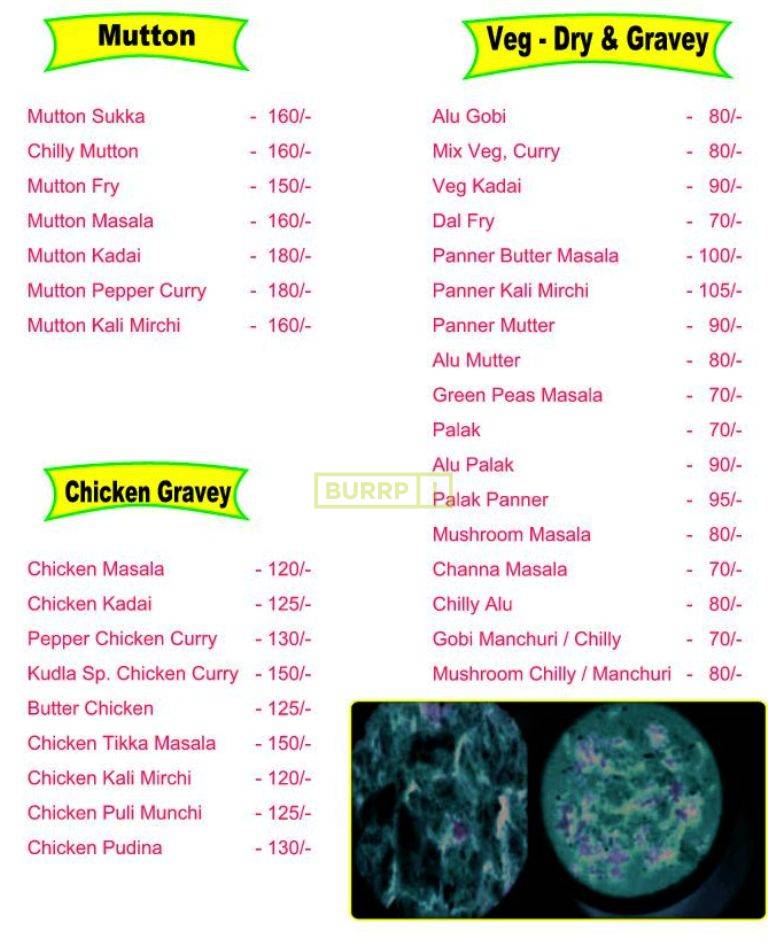 Mutton
Mutton Sukka - 160/-
Chilly Mutton - 160/-
Mutton Fry - 150/-
Mutton Masala - 160/-
Mutton Kadai - 180/-
Mutton Pepper Curry - 180/-
Mutton Kali Mirchi - 160/-
Chicken Gravey
Chicken Masala - 120/-
Chicken Kadai - 125/-
Pepper Chicken Curry - 130/-
Kudla Sp. Chicken Curry - 150/-
Butter Chicken - 125/-
Chicken Tikka Masala - 150/-
Chicken Kali Mirchi - 120/-
Chicken Puli Munchi - 125/-
Chicken Pudina - 130/-
Veg - Dry & Gravey
Alu Gobi - 80/-
Mix Veg, Curry - 80/-
Veg Kadai - 90/-
Dal Fry - 70/-
Panner Butter Masala - 100/-
Panner Kali Mirchi - 105/-
Panner Mutter - 90/-
Alu Mutter - 80/-
Green Peas Masala - 70/-
Palak - 70/-
Alu Palak - 90/-
Palak Panner - 95/-
Mushroom Masala - 80/-
Channa Masala - 70/-
Chilly Alu - 80/-
Gobi Manchuri / Chilly - 70/-
Mushroom Chilly / Manchuri - 80/-
BURRP